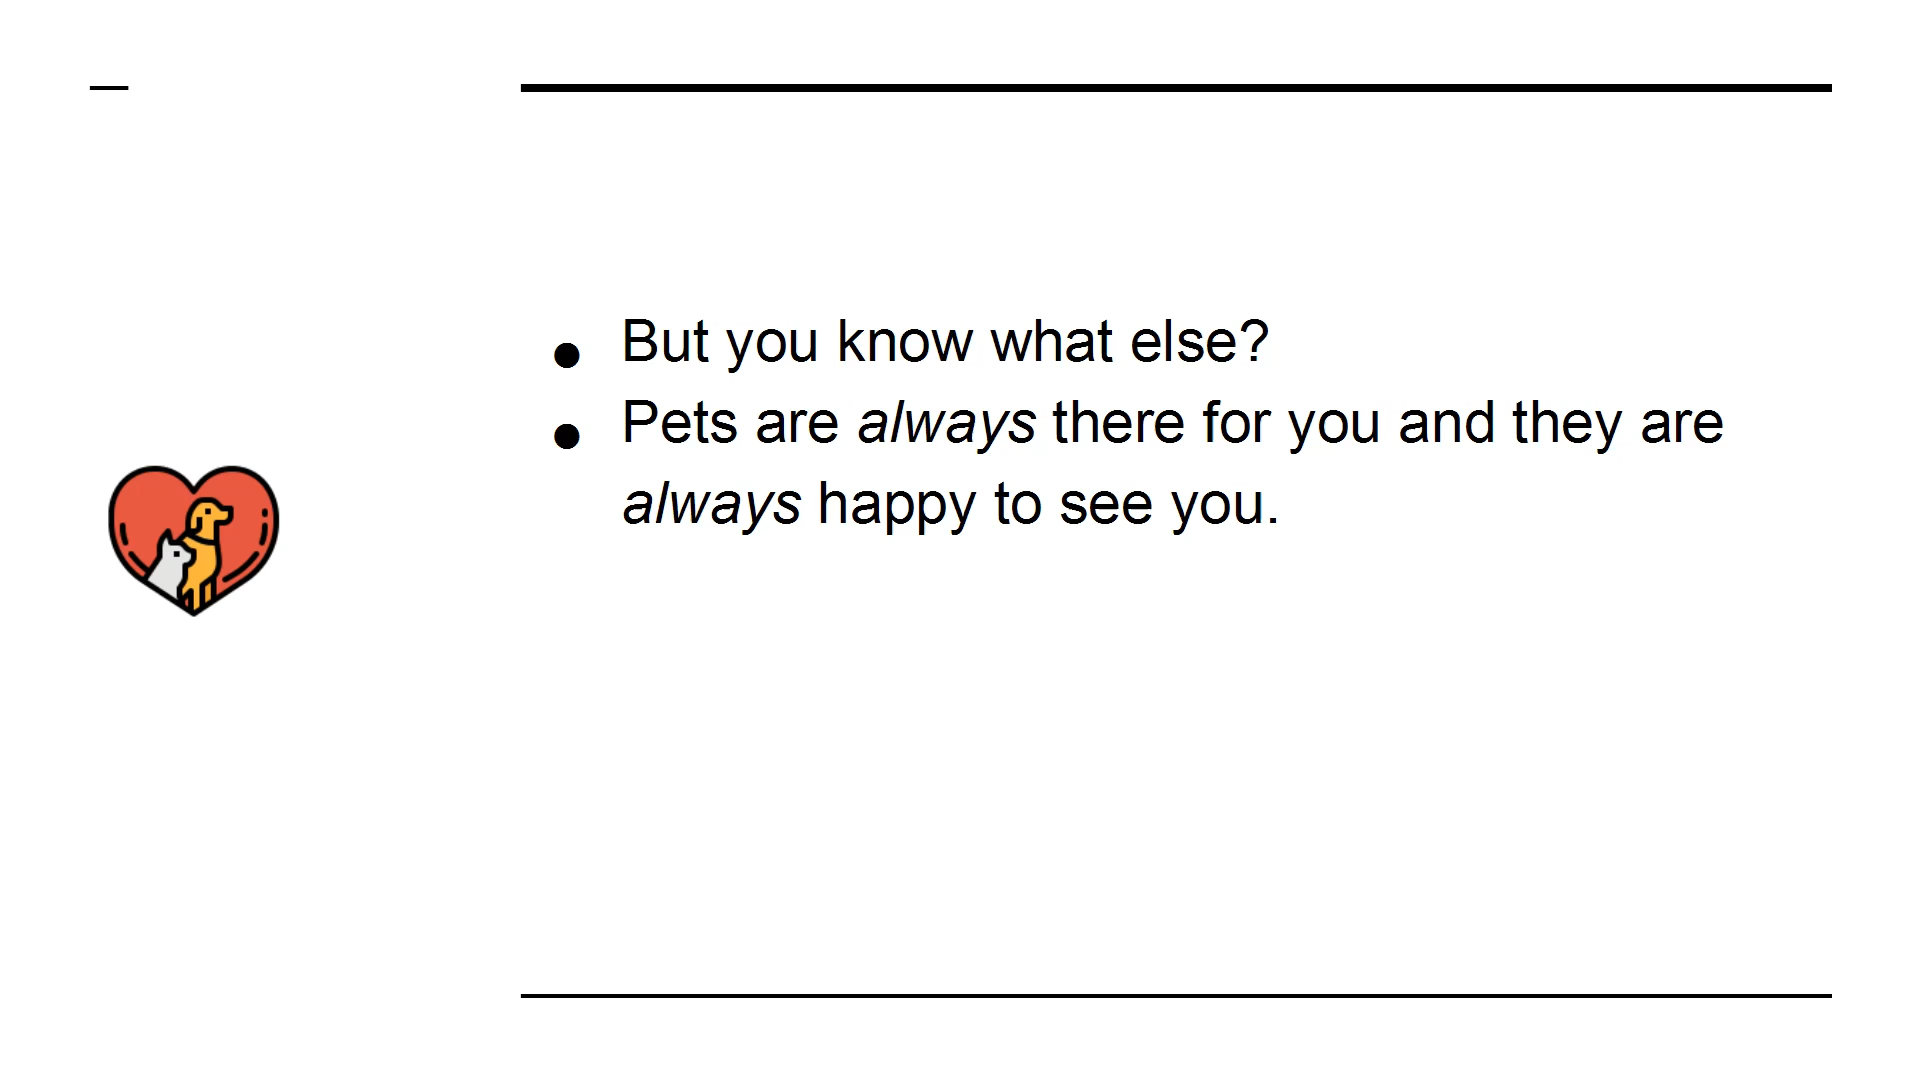 But you know what else?
Pets are always there for you and they are
always happy to see you.